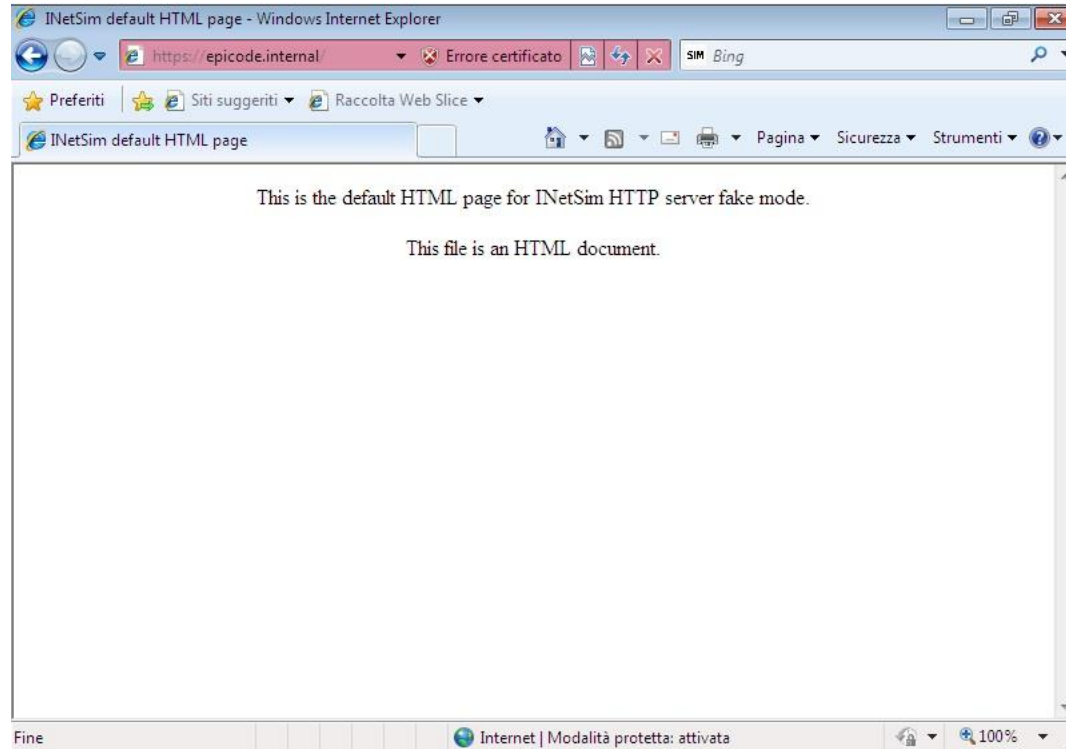 INetSim default HTML page - Windows Internet Explorer
https://epicode.internal/ Errore certificato SIM Bing
Preferiti Siti suggeriti Raccolta Web Slice
INetSim default HTML page Pagina Sicurezza Strumenti
This is the default HTML page for INetSim HTTP server fake mode.
This file is an HTML document.
Fine Internet | Modalità protetta: attivata 100%